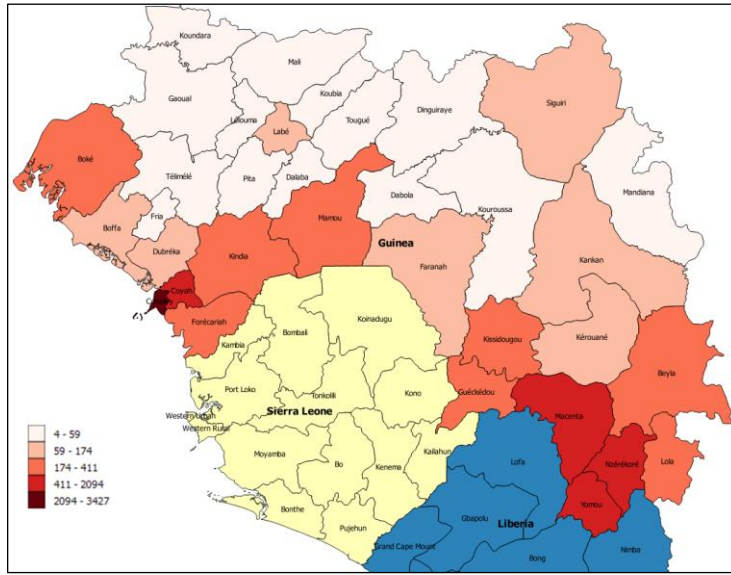 Koundara
Mali
Koubia
Gaoual
Lélouma
Labé
Tougué
Dinguiraye
Siguiri
Boké
Télimélé
Pita
Dalaba
Dabola
Kouroussa
Mandiana
Fria
Boffa
Dubréka
Kindia
Mamou
Guinea
Faranah
Kankan
Coyah
Forécariah
Kambia
Koinadugu
Bombali
Kissidougou
Kérouané
Beyla
Port Loko
Tonkolili
Kono
Guéckédou
Macenta
Sierra Leone
Western Urban
Western Rural
Moyamba
Bo
Kenema
Kailahun
Lofa
Nzérékoré
Lola
Yomou
Bonthe
Pujehun
Gbapolu
Liberia
Grand Cape Mount
Bong
Nimba
4 - 59
59 - 174
174 - 411
411 - 2094
2094 - 3427